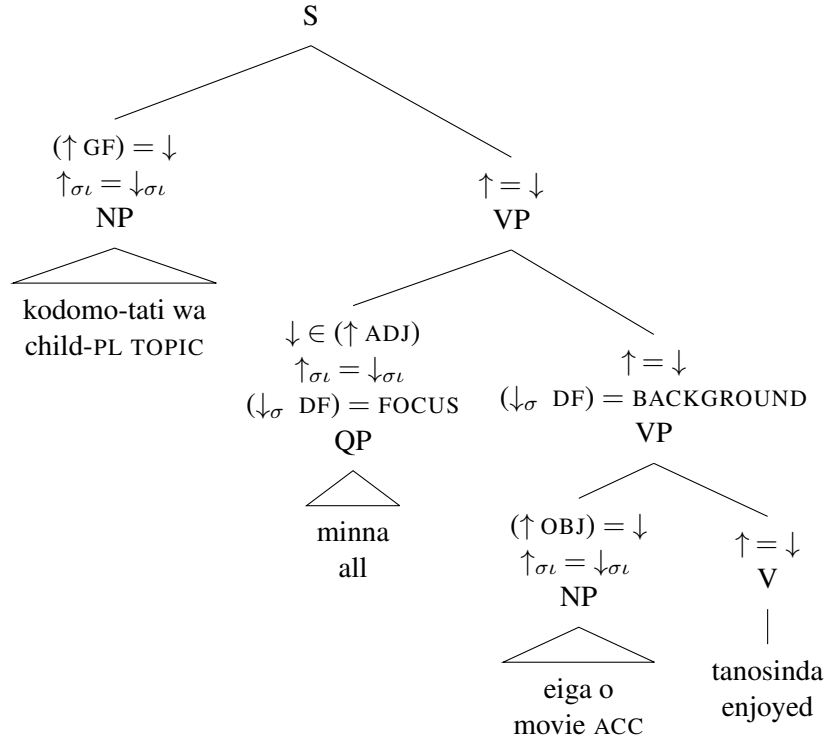 S
(↑ GF) = ↓
↑σι = ↓σι
NP
↑ = ↓
VP
kodomo-tati wa
child-PL TOPIC
↓ ∈ (↑ ADJ)
↑σι = ↓σι
(↓σ DF) = FOCUS
QP
↑ = ↓
(↓σ DF) = BACKGROUND
VP
minna
all
(↑ OBJ) = ↓
↑σι = ↓σι
NP
↑ = ↓
V
eiga o
movie ACC
tanosinda
enjoyed